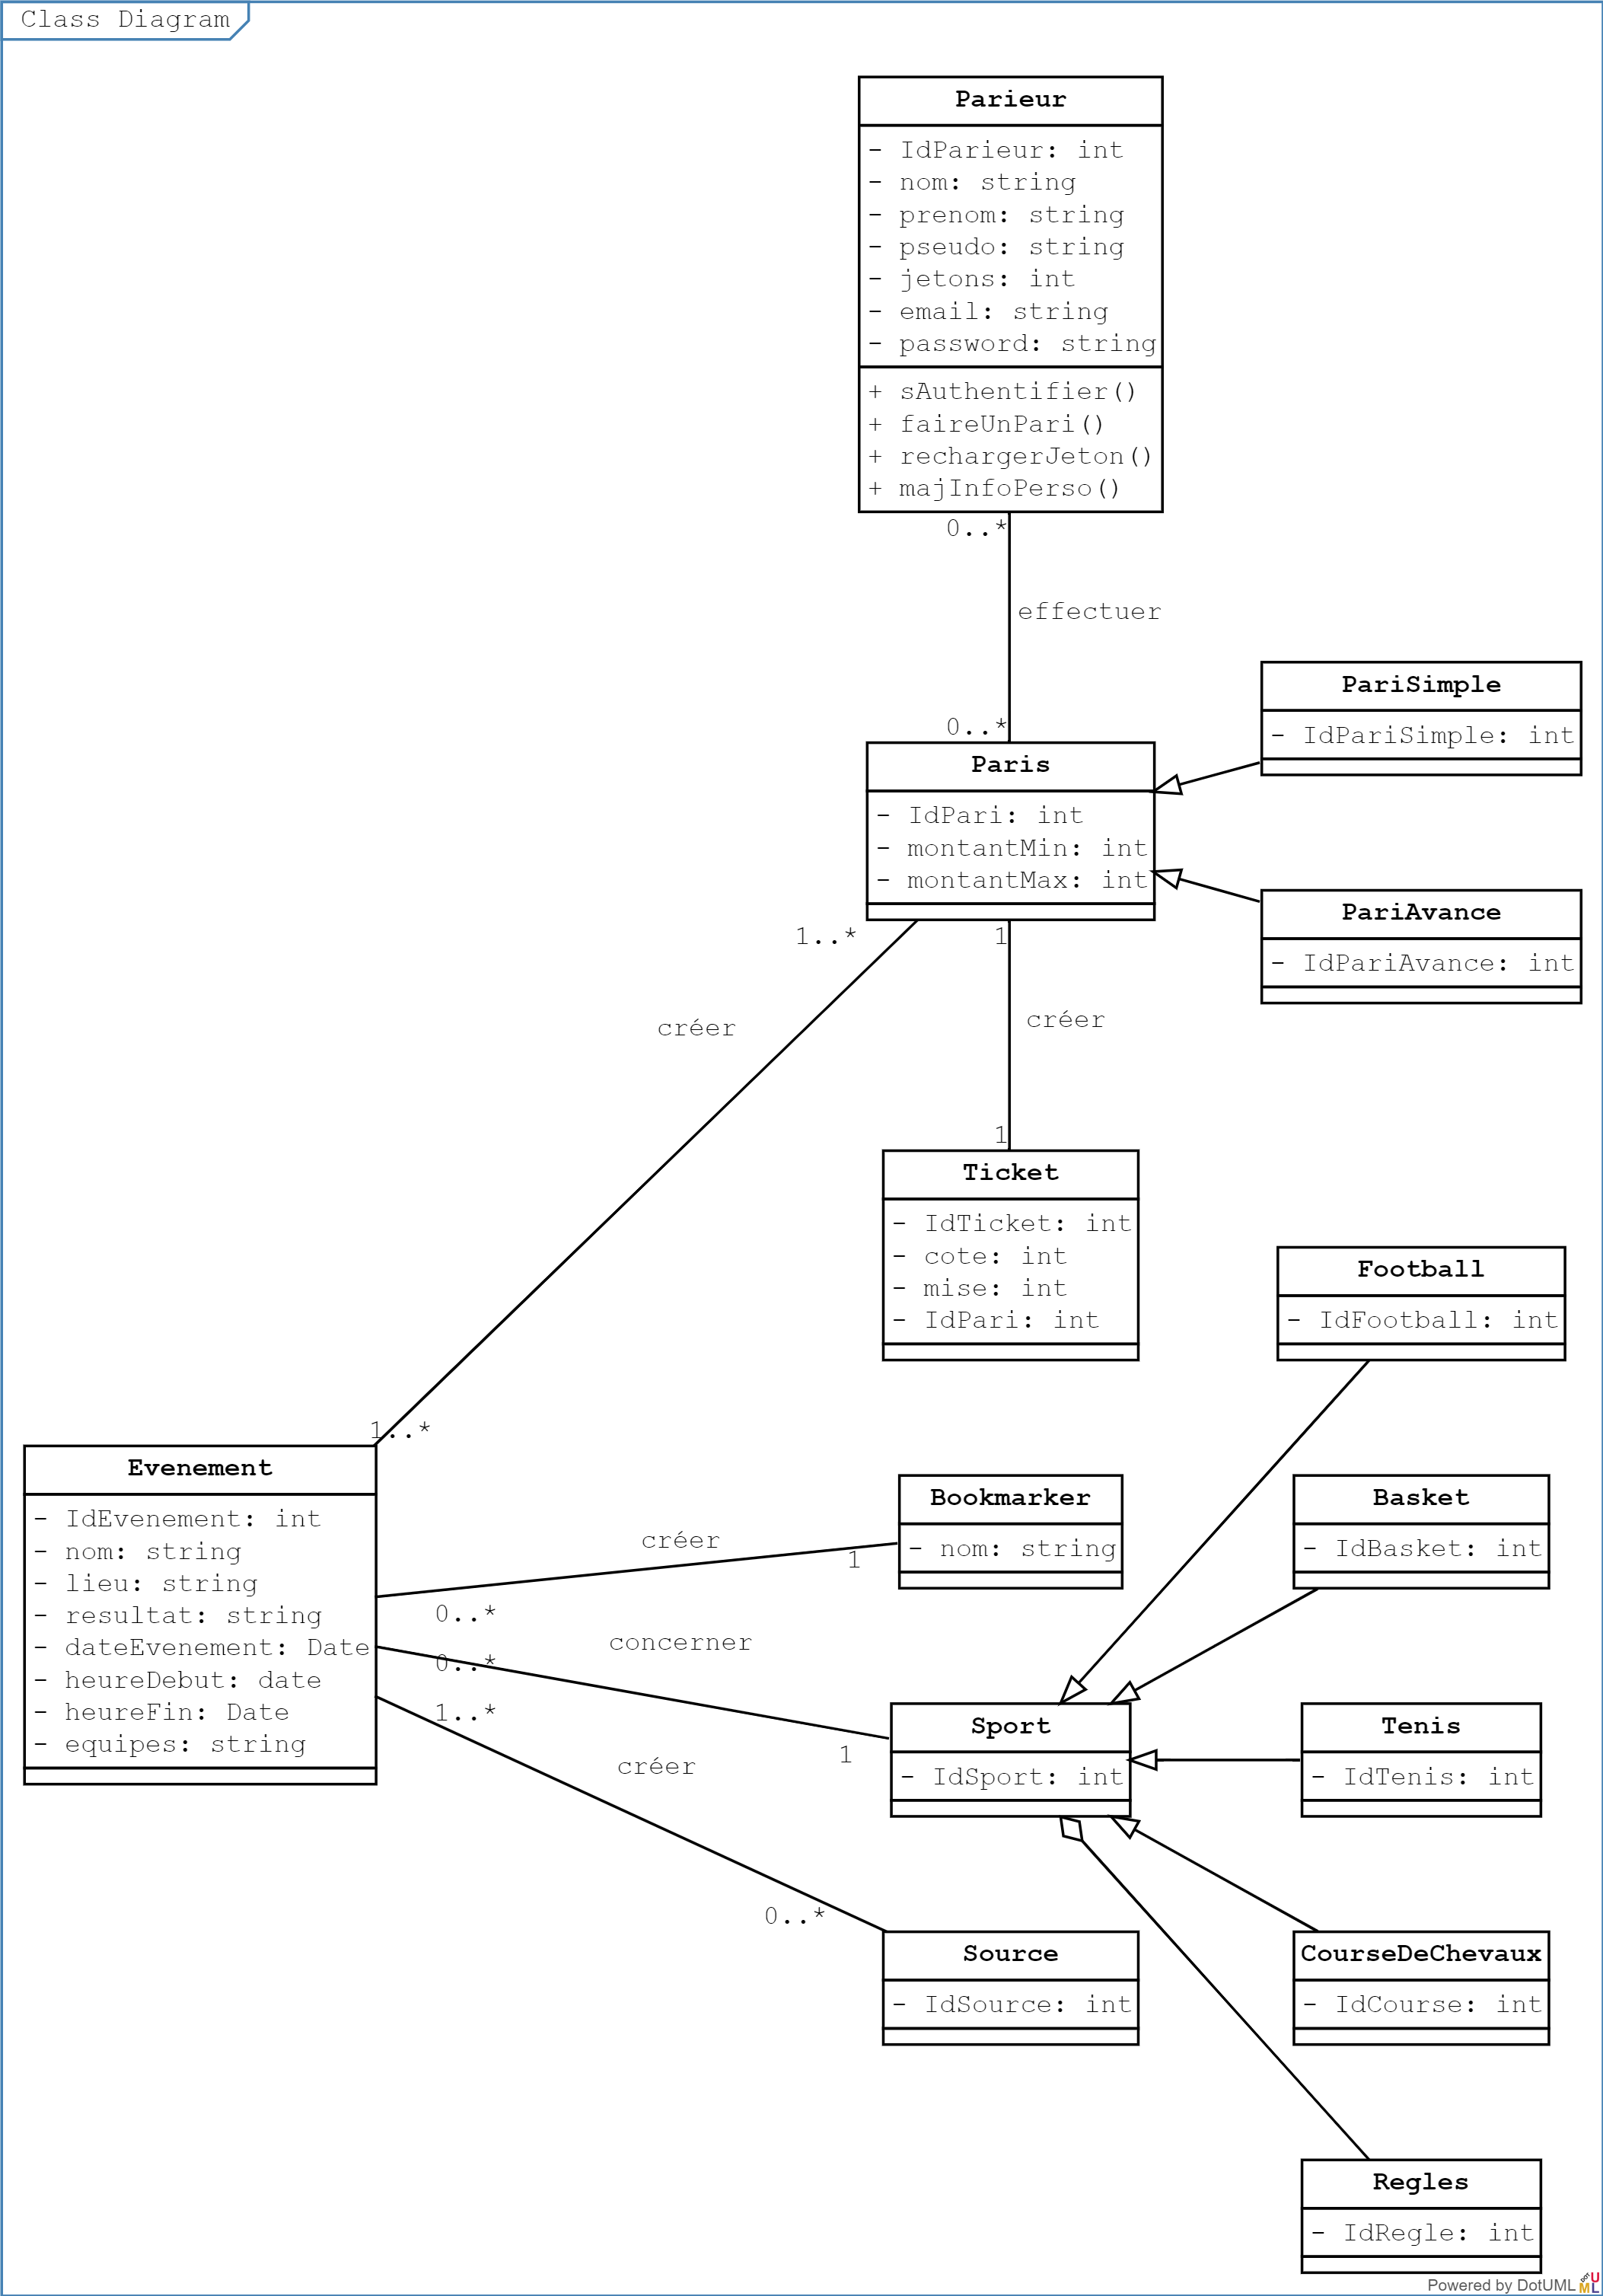 Class Diagram
Parieur
- IdParieur: int
- nom: string
- prenom: string
- pseudo: string
- jetons: int
- email: string
- password: string
+ sAuthentifier()
+ faireUnPari()
+ rechargerJeton()
+ majInfoPerso()
0..*
effectuer
0..*
PariSimple
- IdPariSimple: int
Paris
- IdPari: int
- montantMin: int
- montantMax: int
PariAvance
- IdPariAvance: int
1..*
1
créer
créer
1
1..*
Ticket
- IdTicket: int
- cote: int
- mise: int
- IdPari: int
Football
- IdFootball: int
Evenement
- IdEvenement: int
- nom: string
- lieu: string
- resultat: string
- dateEvenement: Date
- heureDebut: date
- heureFin: Date
- equipes: string
créer
1
0..*
concerner
0..*
1
1..*
créer
0..*
Bookmarker
- nom: string
Basket
- IdBasket: int
Sport
- IdSport: int
Tenis
- IdTenis: int
Source
- IdSource: int
CourseDeChevaux
- IdCourse: int
Regles
- IdRegle: int
Powered by DotUML